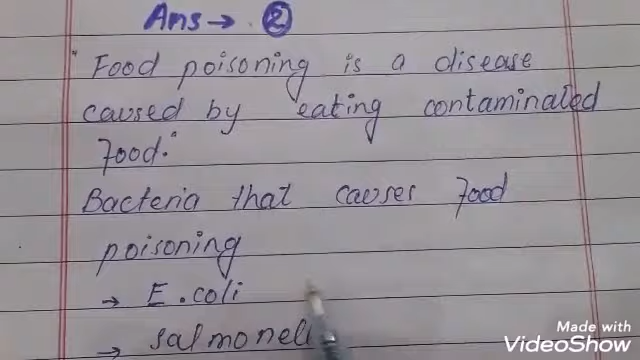 Ans → ②
"Food poisoning is a disease
caused by eating contaminated
food."
Bacteria that causes food
poisoning
→ E.coli
→ Salmonell
Made with
VideoShow